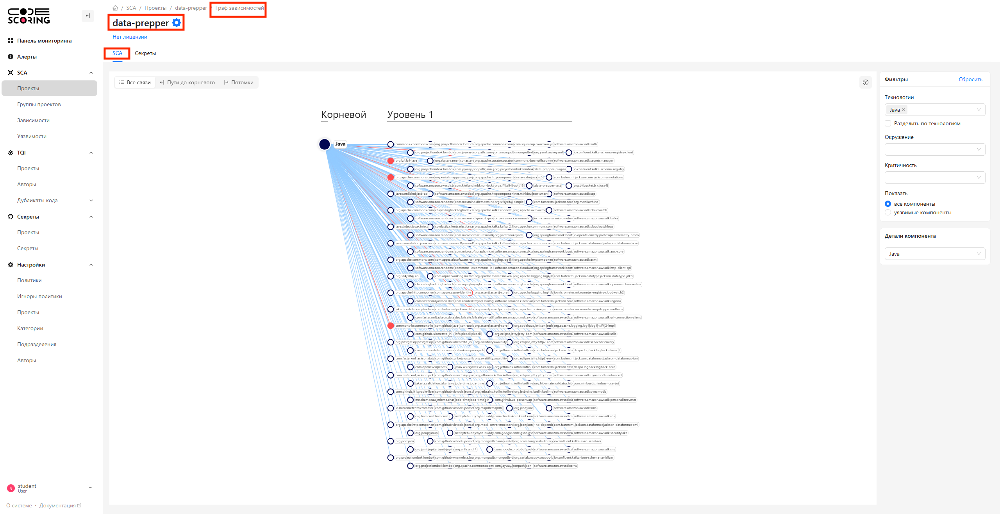 CODE
SCORING
Панель мониторинга
Алерты
SCA
Проекты
Группы проектов
Зависимости
Уязвимости
TQI
Проекты
Авторы
Дубликаты кода
Секреты
Проекты
Секреты
Настройки
Политики
Игноры политики
Проекты
Категории
Подразделения
Авторы
S student
User
О системе · Документация
/ SCA / Проекты / data-prepper / Граф зависимостей
data-prepper
Нет лицензии
SCA Секреты
Все связи Пути до корневого Потомки
Корневой Уровень 1
Java
commons-collections:com org.projectlombok:lombok org.apache.commons:com com.squareup.okio:okio-jv software.amazon.awssdk:auth
org.projectlombok:lombok com.jayway.jsonpath:json- org.mongodb:mongodb-d org.yaml:snakeyaml io.confluent:kafka-schema-registry-client
org.lz4:lz4-java org.skyscreamer:jsonassert org.apache.curator:curator commons-beanutils:comm software.amazon.awssdk:secretsmanager
org.projectlombok:lombok com.jayway.jsonpath:json- org.projectlombok:lombok :data-prepper-plugins io.confluent:kafka-schema-registry
org.apache.commons:com org.xerial.snappy:snappy-ja org.apache.httpcomponen dnsjava:dnsjava nt5 com.fasterxml.jackson.core:jackson-annotations
software.amazon.awssdk:b com.kjetland:mbknor-jacks org.slf4j:slf4j-api .13 :data-prepper-test org.bitbucket.b_c:jose4j
javax.xml.bind:jaxb-api software.amazon.awssdk:cl org.apache.httpcomponen net.minidev:json-smart software.amazon.awssdk:sqs
software.amazon.randomc com.maxmind.db:maxmind org.slf4j:slf4j-simple com.fasterxml.jackson.core org.mozilla:rhino
org.apache.commons:com ch.qos.logback:logback-cla org.apache.kafka:connect-j org.apache.avro:avro software.amazon.awssdk:cloudwatch
software.amazon.randomc com.maxmind.geoip2:geoi org.wiremock:wiremock io.micrometer:micrometer- software.amazon.awssdk:kafka
javax.inject:javax.inject co.elastic.clients:elasticsear org.apache.kafka:kafka_2.1 org.apache.commons:com software.amazon.awssdk:cloudwatchlogs
software.amazon.randomc com.microsoft.azure:msal4 org.yaml:snakeyaml org.springframework.boot: io.opentelemetry.proto:opentelemetry-proto
javax.annotation:javax.ann com.amazonaws:DynamoD org.apache.kafka:kafka-clie org.apache.commons:com com.fasterxml.jackson.dataformat:jackson-dataformat-csv
software.amazon.randomc com.microsoft.graph:micro software.amazon.awssdk:a org.springframework.boot: software.amazon.awssdk:aws-core
org.apache.commons:com com.apptasticsoftware:rssr org.apache.logging.log4j:l org.apache.httpcomponen software.amazon.awssdk:acm
software.amazon.randomc commons-io:commons-io software.amazon.cloudwat org.springframework.boot: software.amazon.awssdk:http-client-spi
org.slf4j:slf4j-api com.arpnetworking.metric org.apache.maven:maven- org.apache.logging.log4j:l com.fasterxml.jackson.datatype:jackson-datatype-jdk8
ch.qos.logback:logback-cla com.mysql:mysql-connect software.amazon.glue:sche org.springframework.boot: software.amazon.awssdk:opensearchserverless
org.apache.httpcomponen com.azure:azure-identity org.assertj:assertj-core org.apache.logging.log4j:l io.micrometer:micrometer-registry-cloudwatch2
com.fasterxml.jackson.data com.zendesk:mysql-binlog software.amazon.kinesis:ar com.fasterxml.jackson.core software.amazon.awssdk:regions
jakarta.validation:jakarta.va com.fasterxml.jackson.data org.assertj:assertj-core sr31 org.apache.zookeeper:zool io.micrometer:micrometer-registry-prometheus
com.fasterxml.jackson.data dev.failsafe:failsafe pe-jsr3 software.amazon.msk:aws- software.amazon.awssdk:a software.amazon.awssdk:url-connection-client
commons-io:commons-io com.github.java-json-tools org.assertj:assertj-core org.codehaus.jettison:jettis org.apache.logging.log4j:log4j-slf4j2-impl
com.github.luben:zstd-jni info.picocli:picocli org.eclipse.jetty:jetty-bom software.amazon.awssdk:s software.amazon.awssdk:utils
org.postgresql:postgresql com.github.luben:zstd-jni org.awaitility:awaitility org.eclipse.jetty:http2-com software.amazon.awssdk:servicediscovery
commons-validator:comm io.krakens:java-grok org.jetbrains.kotlin:kotlin-s com.fasterxml.jackson.data ch.qos.logback:logback-classic
com.fasterxml.jackson.data com.github.scribejava:scrib org.awaitility:awaitility org.eclipse.jetty:http2-serv com.fasterxml.jackson.dataformat:jackson-dataformat-ion
com.opencsv:opencsv javax.ws.rs:javax.ws.rs-api org.jetbrains.kotlin:kotlin-s com.fasterxml.jackson.data ch.qos.logback:logback-core
com.fasterxml.jackson:jack com.github.seancfoley:ipad org.jetbrains.kotlin:kotlin-s org.eclipse.jetty:jetty-bom software.amazon.awssdk:dynamodb-enhanced
jakarta.validation:jakarta.va joda-time:joda-time org.jetbrains.kotlin:kotlin-s org.hibernate.validator:hib com.nimbusds:nimbus-jose-jwt
com.github.jk1:gradle-licer com.github.victools:jsonscl org.jetbrains.kotlin:kotlin-s org.jetbrains.kotlin:kotlin-s software.amazon.awssdk:dynamodb
me.champeau.jmh:me.char joda-time:joda-time gin com.github.ua-parser:uap- software.amazon.awssdk:la software.amazon.awssdk:personalizeevents
io.micrometer:micrometer- com.github.victools:jsonscl org.mapdb:mapdb org.jline:jline software.amazon.awssdk:kms
org.hamcrest:hamcrest net.bytebuddy:byte-buddy com.charleskorn.kaml:kam software.amazon.awssdk:n software.amazon.awssdk:rds
org.apache.httpcomponen com.github.victools:jsonscl org.mock-server:mockserv org.json:json r-no-depende com.fasterxml.jackson.dataformat:jackson-dataformat-xml
org.jsoup:jsoup net.bytebuddy:byte-buddy com.google.code.gson:gso software.amazon.awssdk:s software.amazon.awssdk:securitylake
org.json:json com.github.victools:jsonscl org.mongodb:bson org.scala-lang:scala-library io.confluent:kafka-avro-serializer
org.junit.jupiter:junit-jupite org.antlr:antlr4 com.google.protobuf:proto software.amazon.awssdk:st software.amazon.awssdk:sns
org.projectlombok:lombok com.github.wnameless.json org.mongodb:mongodb-d org.xerial.snappy:snappy-ja io.confluent:kafka-json-schema-serializer
org.projectlombok:lombok org.apache.commons:com com.jayway.jsonpath:json- software.amazon.awssdk:arns
Фильтры Сбросить
Технологии
Java
Разделить по технологиям
Окружение
Критичность
Показать
все компоненты
уязвимые компоненты
Детали компонента
Java